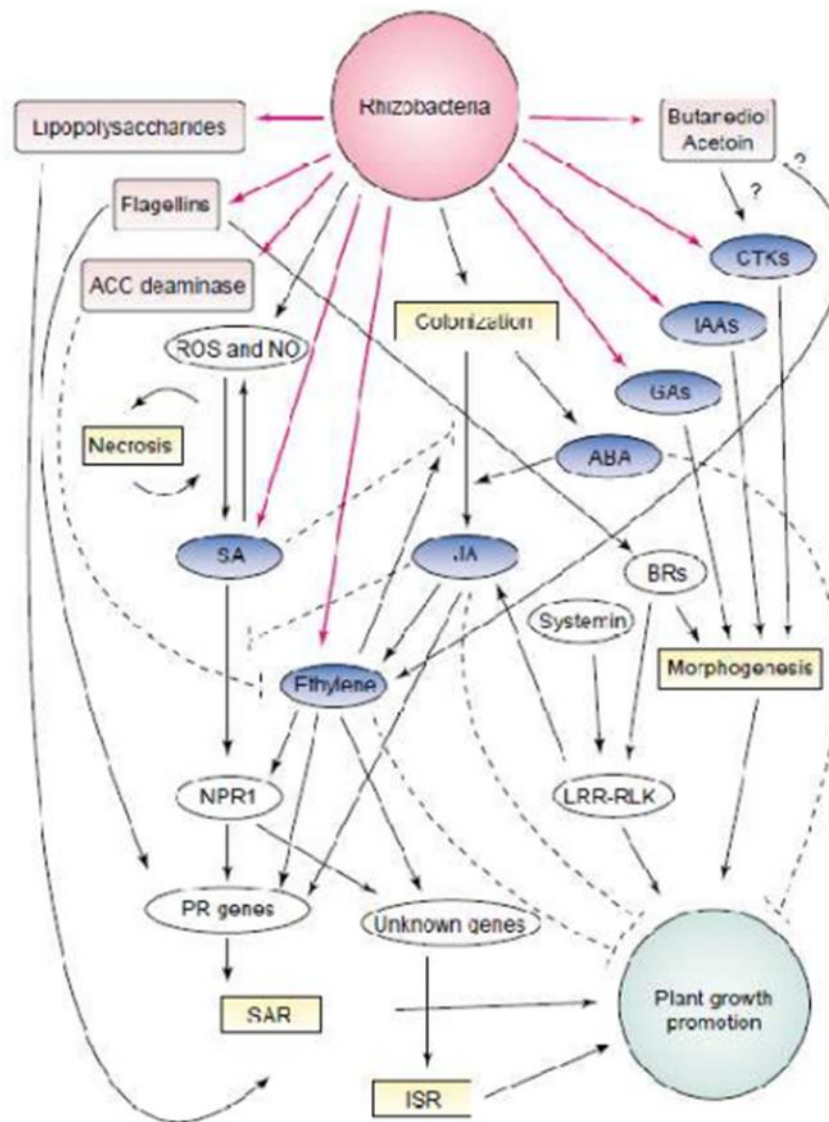 Rhizobacteria
Lipopolysaccharides
Butanediol
Acetoin
?
?
Flagellins
CTKs
ACC deaminase
Colonization
IAAs
ROS and NO
GAs
Necrosis
ABA
SA
JA
BRs
Systemin
Ethylene
Morphogenesis
NPR1
LRR-RLK
PR genes
Unknown genes
Plant growth
promotion
SAR
ISR